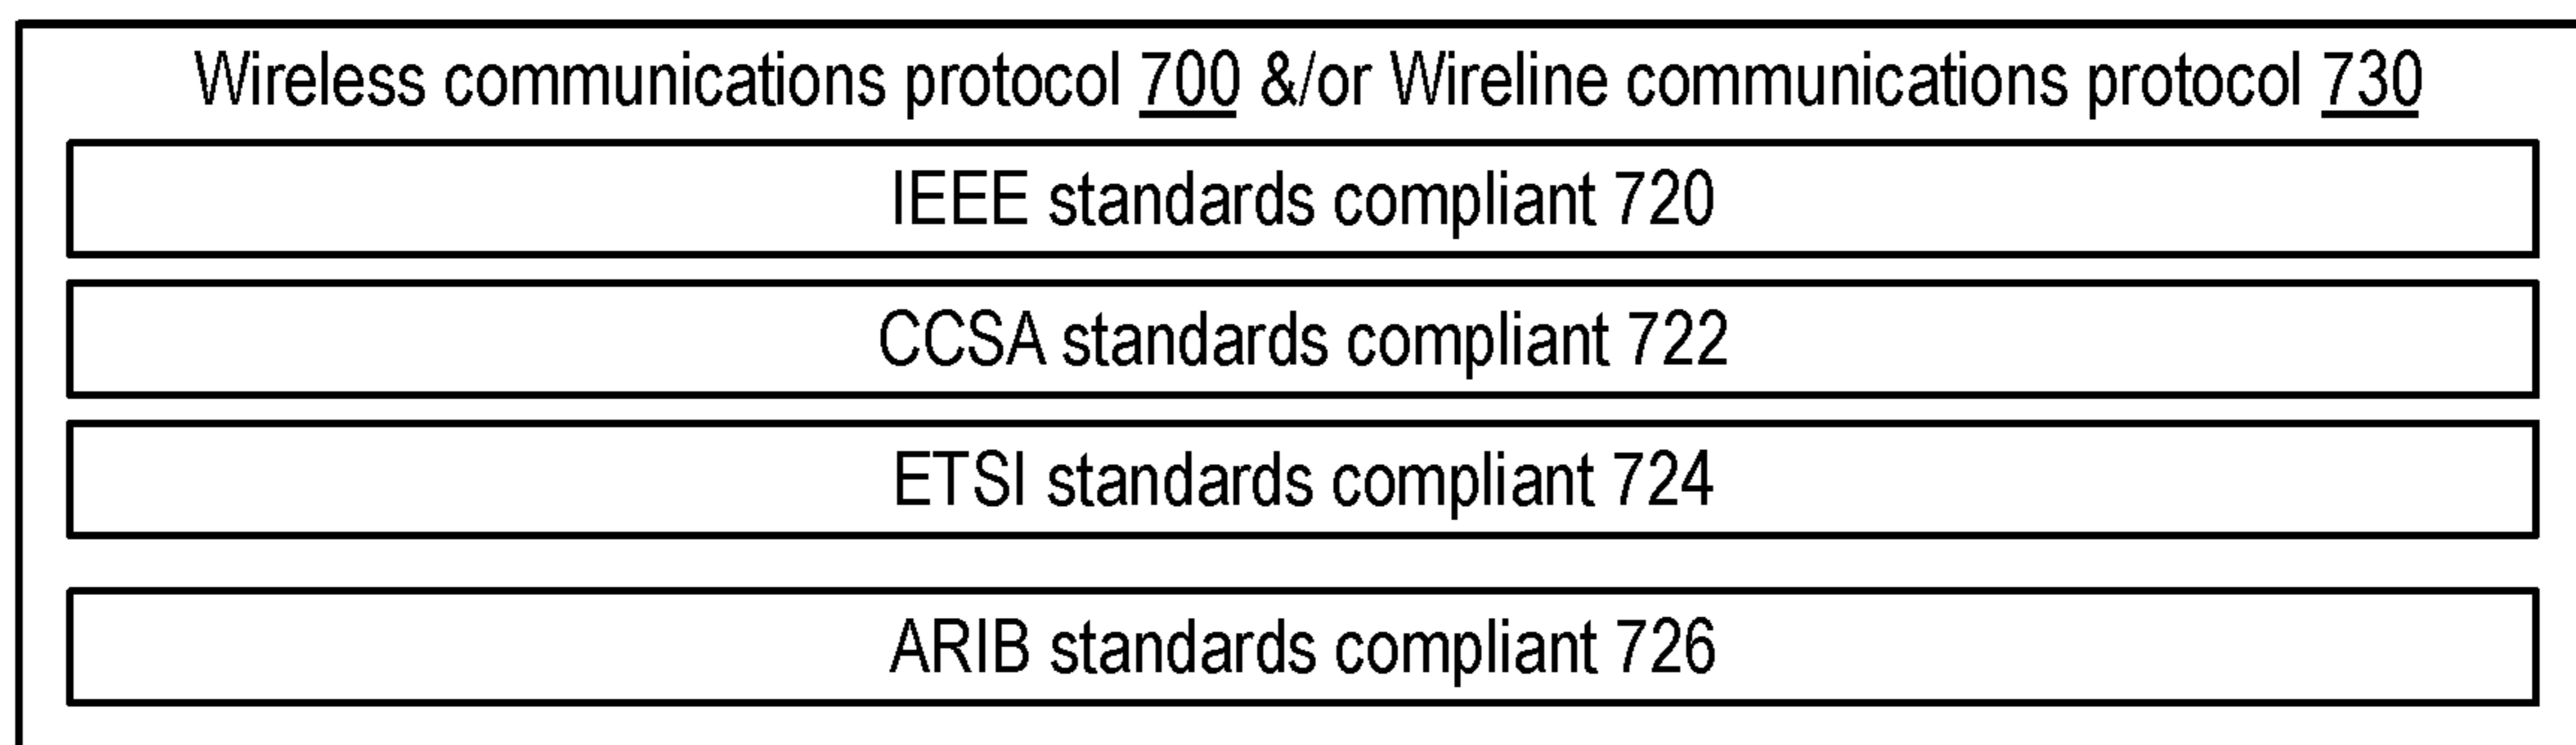 Wireless communications protocol 700 &/or Wireline communications protocol 730
IEEE standards compliant 720
CCSA standards compliant 722
ETSI standards compliant 724
ARIB standards compliant 726